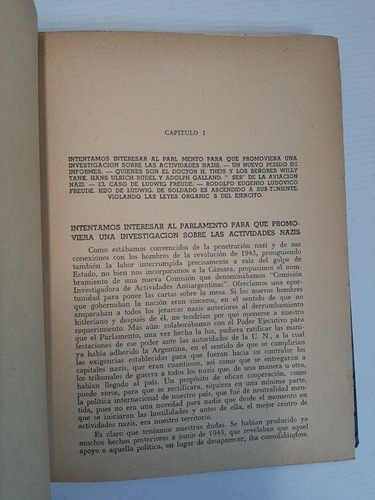 CAPITULO I
INTENTAMOS INTERESAR AL PARL MENTO PARA QUE PROMOVIERA UNA
INVESTIGACION SOBRE LAS ACTIVIDADES NAZIS. — UN NUEVO PEDIDO DE
INFORMES. — QUIENES SON EL DOCTOR H. THEIS Y LOS SEÑORES WILLY
TANE. HANS ULRICH RUDEL Y ADOLPH GALLAND. " SES" DE LA AVIACION
NAZI. — EL CASO DE LUDWIG FREUDE. — RODOLFO EUGENIO LUDOVICO
FREUDE, HIJO DE LUDWIG, DE SOLDADO ES ASCENDIDO A SUB-T NIENTE,
VIOLANDO LAS LEYES ORGANIC S DEL EJERCITO.
INTENTAMOS INTERESAR AL PARLAMENTO PARA QUE PROMO-
VIERA UNA INVESTIGACION SOBRE LAS ACTIVIDADES NAZIS
Como estábamos convencidos de la penetración nazi y de sus
conexiones con los hombres de la revolución de 1943, prosiguiendo
también la labor interrumpida precisamente a raíz del golpe de
Estado, no bien nos incorporamos a la Cámara, propusimos el nom-
bramiento de una nueva Comisión que denominábamos "Comisión
Investigadora de Actividades Antiargentinas". Ofrecíamos una opor-
tunidad para poner las cartas sobre la mesa. Si los nuevos hombres
que gobernaban la nación eran sinceros, en el sentido de que no
amparaban a todos los jerarcas nazis anteriores al derrumbamiento
hitleriano y después de él, no tendrían por qué oponerse a nuestro
requerimiento. Más aún: colaborábamos con el Poder Ejecutivo para
que el Parlamento, una vez hecha la luz, pudiera ratificar las mani-
festaciones de ese poder ante las autoridades de la U. N., a la cual
ya había adherido la Argentina, en el sentido de que se cumplirían
las exigencias establecidas para que fueran hacia su contralor los
capitales nazis, que eran cuantiosos, así como que se entregaran a
los tribunales de guerra a todos los nazis que, de una manera u otra,
habían llegado al país. Un propósito de eficaz cooperación, como
puede verse, para que se rectificara, siquiera en una mínima parte,
la política internacional de nuestro país, que fué de neutralidad men-
tida, pues no era una novedad para nadie que desde el momento en
que se iniciaran las hostilidades y antes de ella, el mejor centro de
actividades nazis, era nuestro territorio.
Es claro que teníamos nuestras dudas. Se habían producido ya
muchos hechos posteriores a junio de 1943, que revelaban que aquel
apoyo a aquella política, en lugar de desaparecer, iba consolidándose.